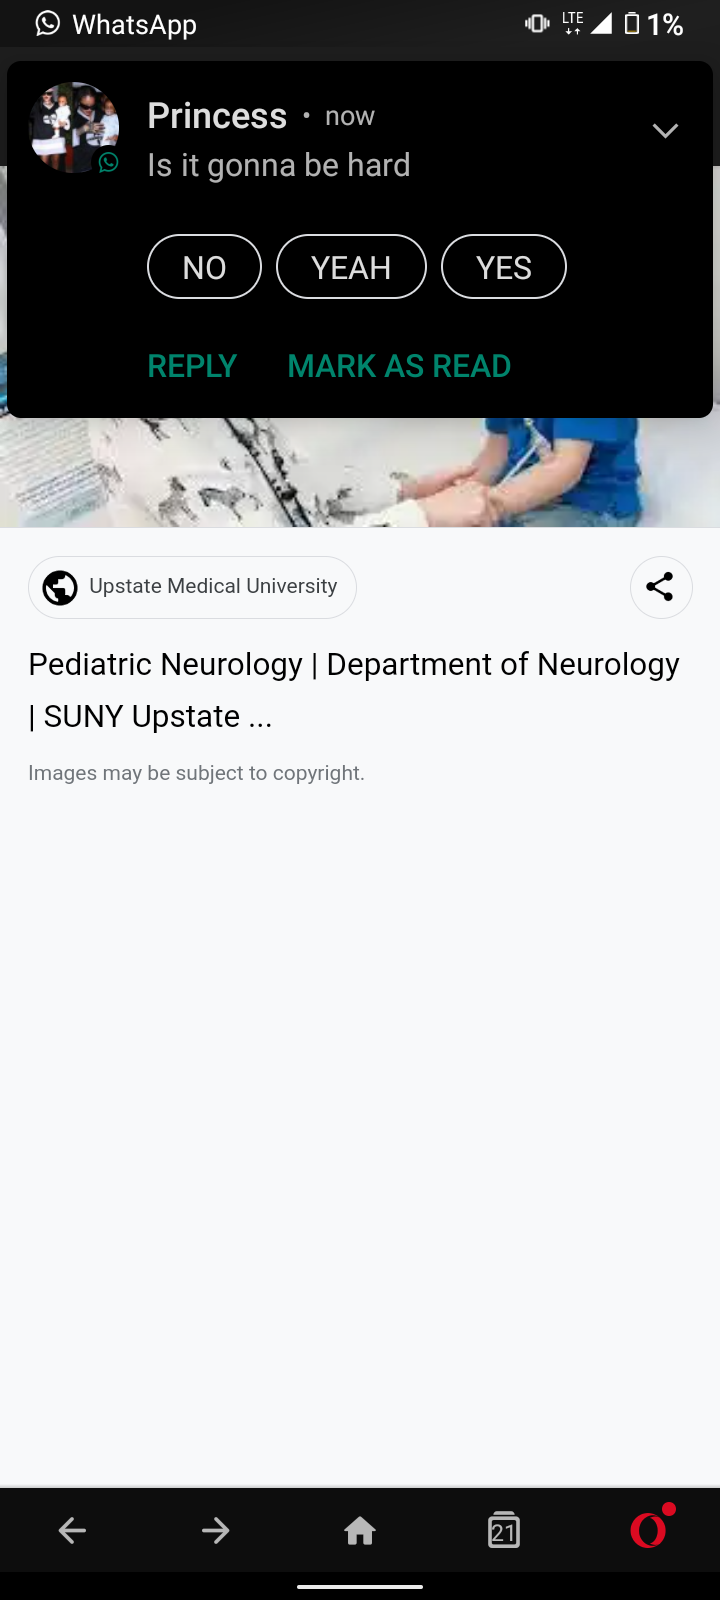 WhatsApp
LTE
1%
Princess • now
Is it gonna be hard
NO YEAH YES
REPLY MARK AS READ
Upstate Medical University
Pediatric Neurology | Department of Neurology
| SUNY Upstate ...
Images may be subject to copyright.
21